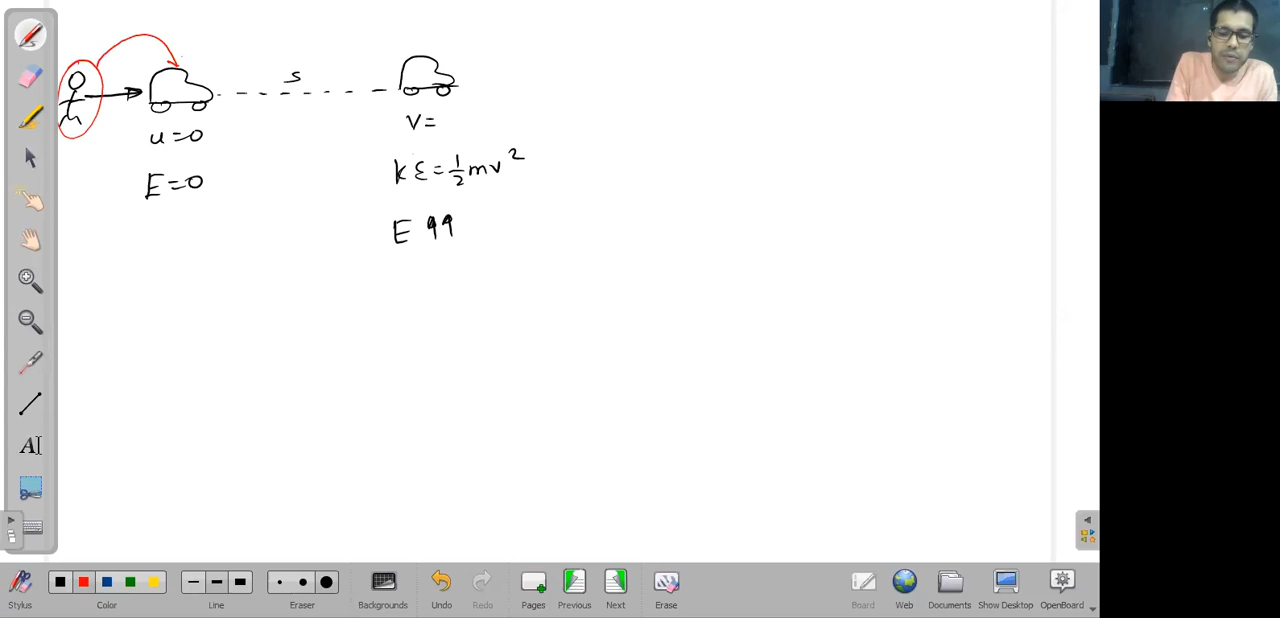 s
u=0
v=
E=0
KE=1/2mv²
E 99
A
Stylus
Color
Line
Eraser
Backgrounds
Undo
Redo
Pages
Previous
Next
Erase
Board
Web
Documents
Show Desktop
OpenBoard